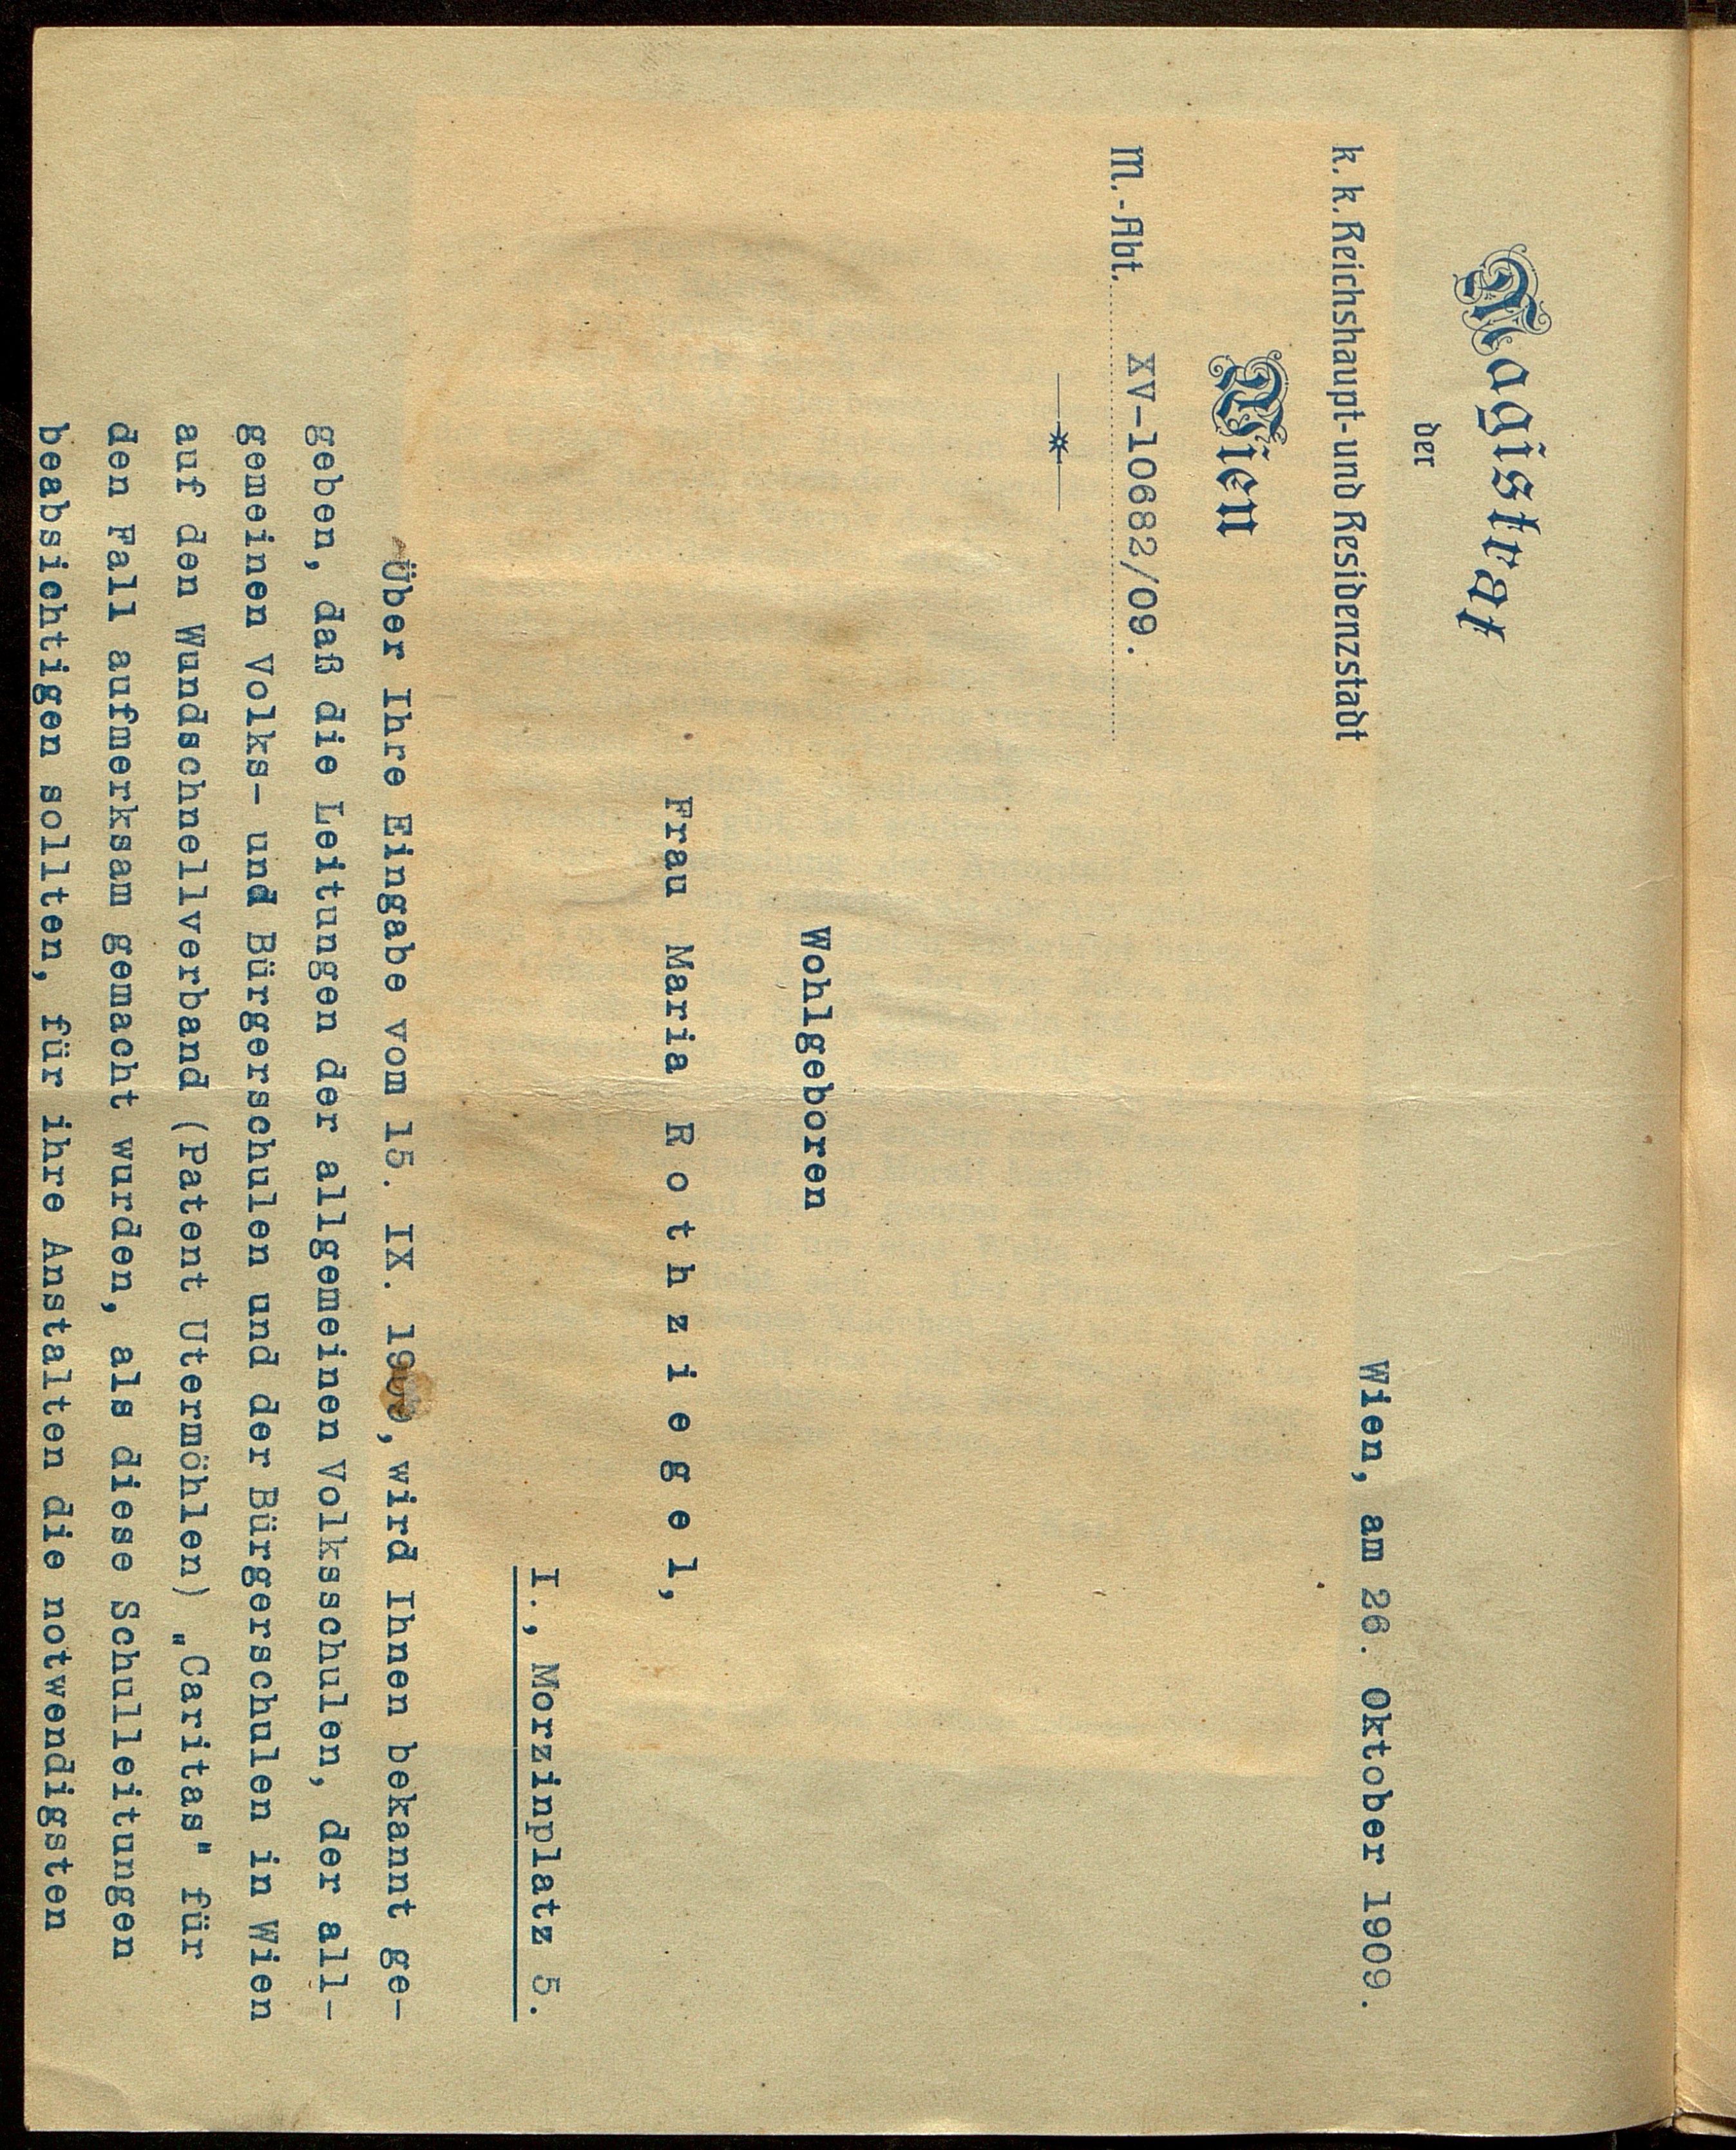 Magistrat
der
k. k. Reichshaupt- und Residenzstadt
Wien
M.-Abt. XV-10682/09.
Wien, am 26. Oktober 1909.
Wohlgeboren
Frau Maria Rothziegel,
I., Morzinplatz 5.
Über Ihre Eingabe vom 15. IX. 1909, wird Ihnen bekannt ge-
geben, daß die Leitungen der allgemeinen Volksschulen, der all-
gemeinen Volks- und Bürgerschulen und der Bürgerschulen in Wien
auf den Wundschnellverband (Patent Utermöhlen) „Caritas" für
den Fall aufmerksam gemacht wurden, als diese Schulleitungen
beabsichtigen sollten, für ihre Anstalten die notwendigsten